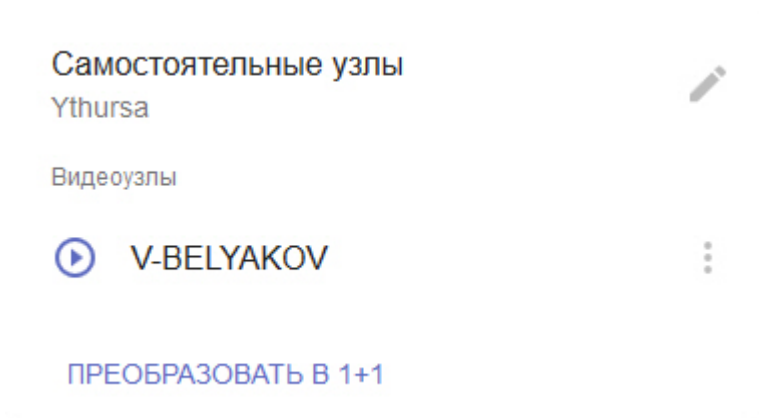 Самостоятельные узлы
Ythursa
Видеоузлы
V-BELYAKOV
ПРЕОБРАЗОВАТЬ В 1+1